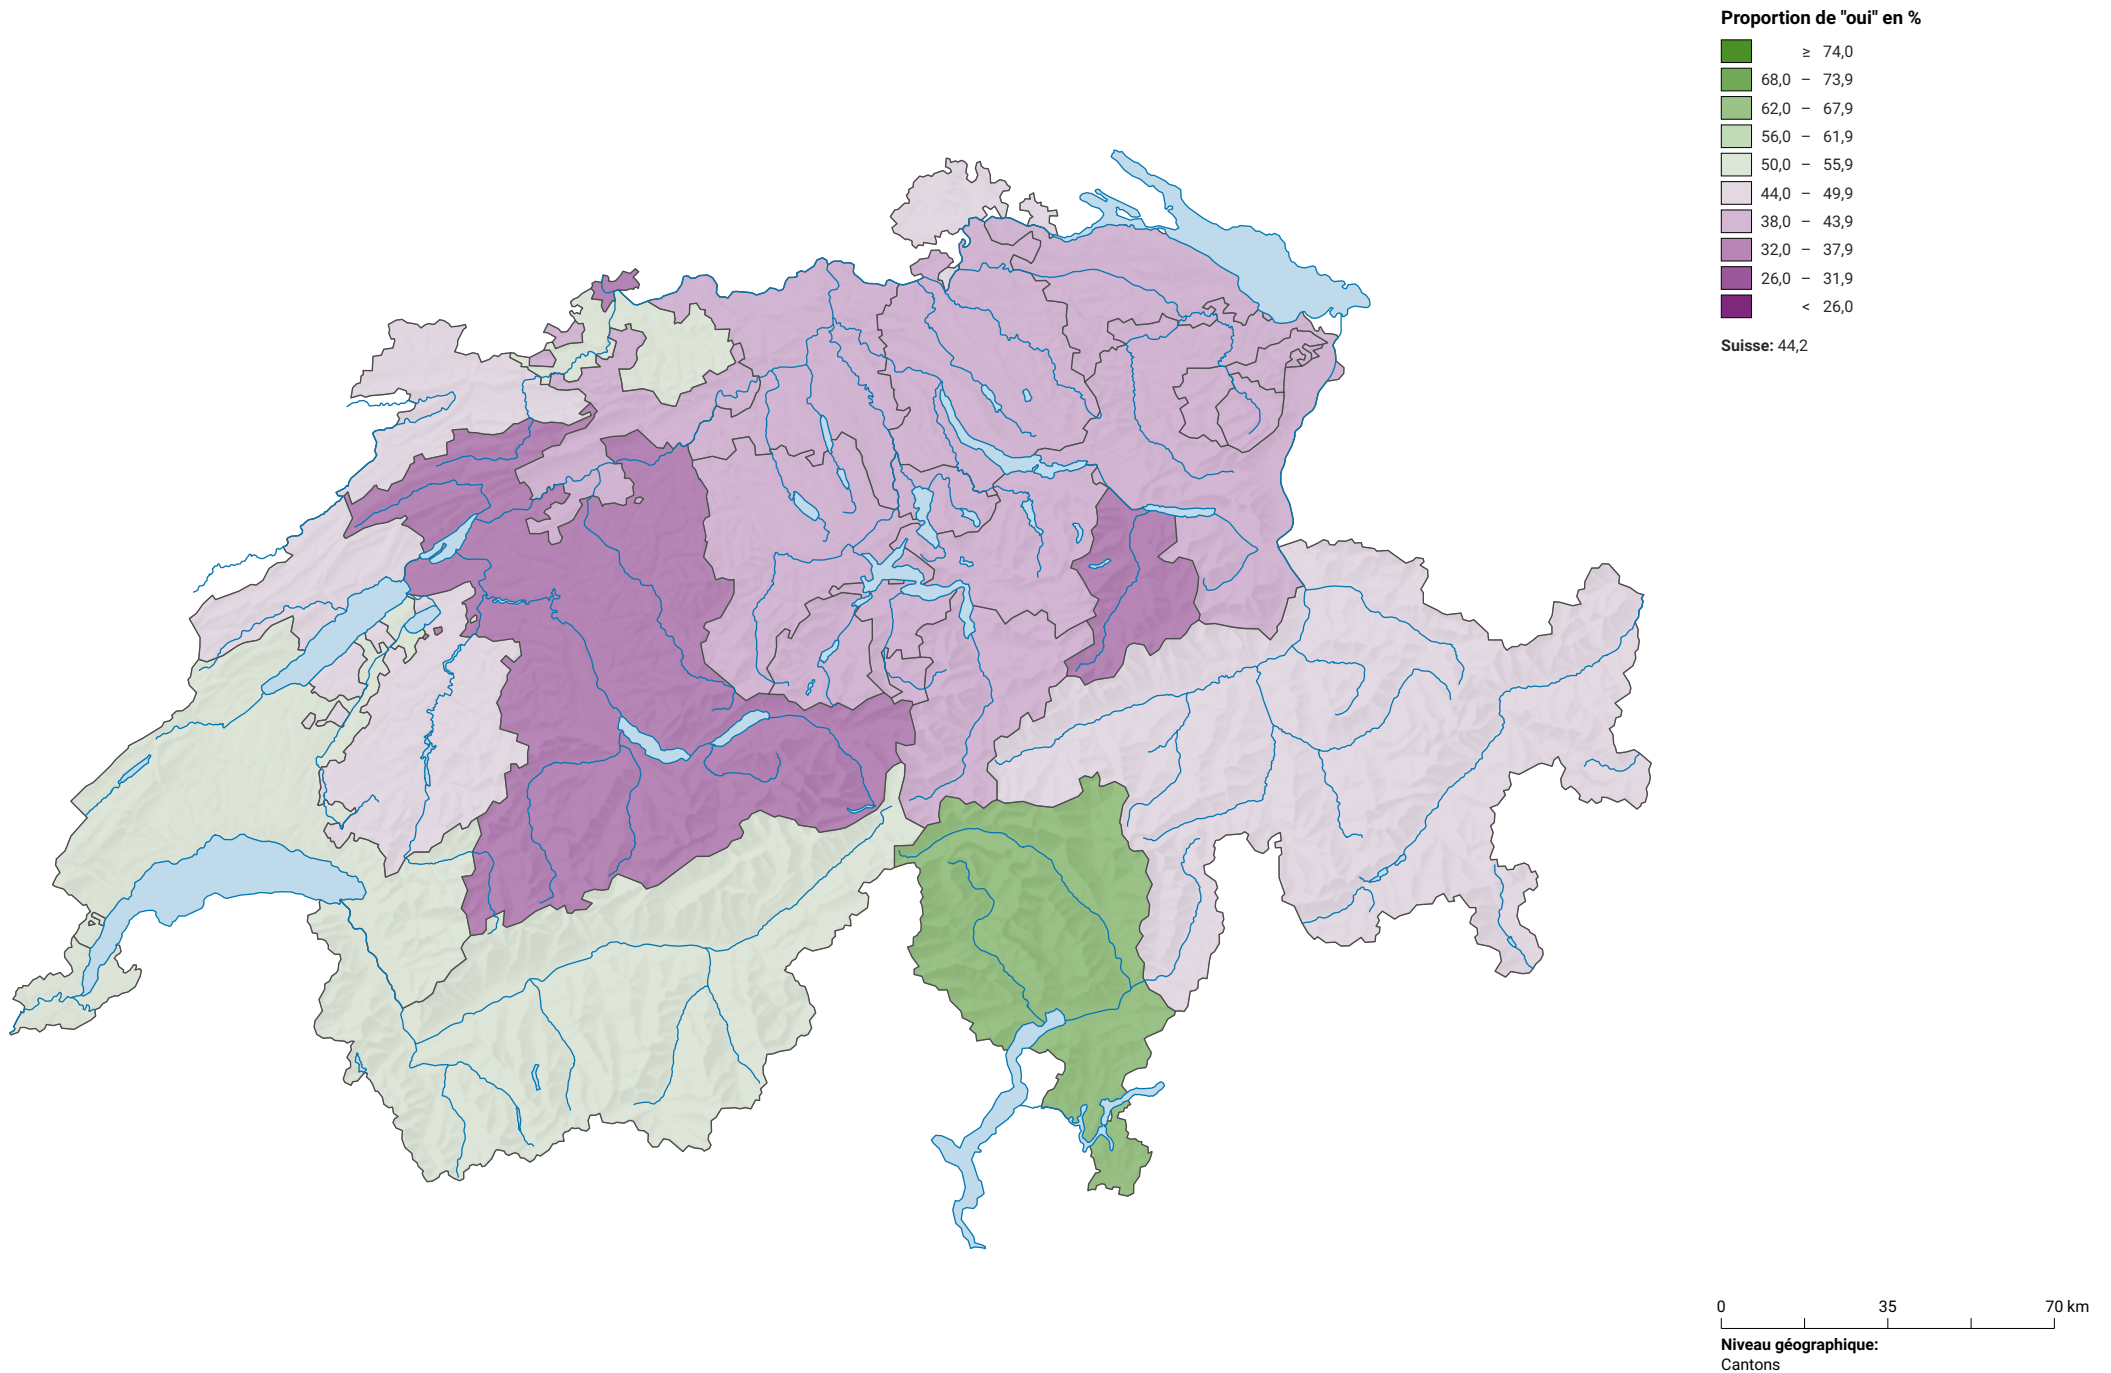 Proportion de "oui" en %
≥ 74,0
68,0 – 73,9
62,0 – 67,9
56,0 – 61,9
50,0 – 55,9
44,0 – 49,9
38,0 – 43,9
32,0 – 37,9
26,0 – 31,9
< 26,0
Suisse: 44,2
0 35 70 km
Niveau géographique:
Cantons